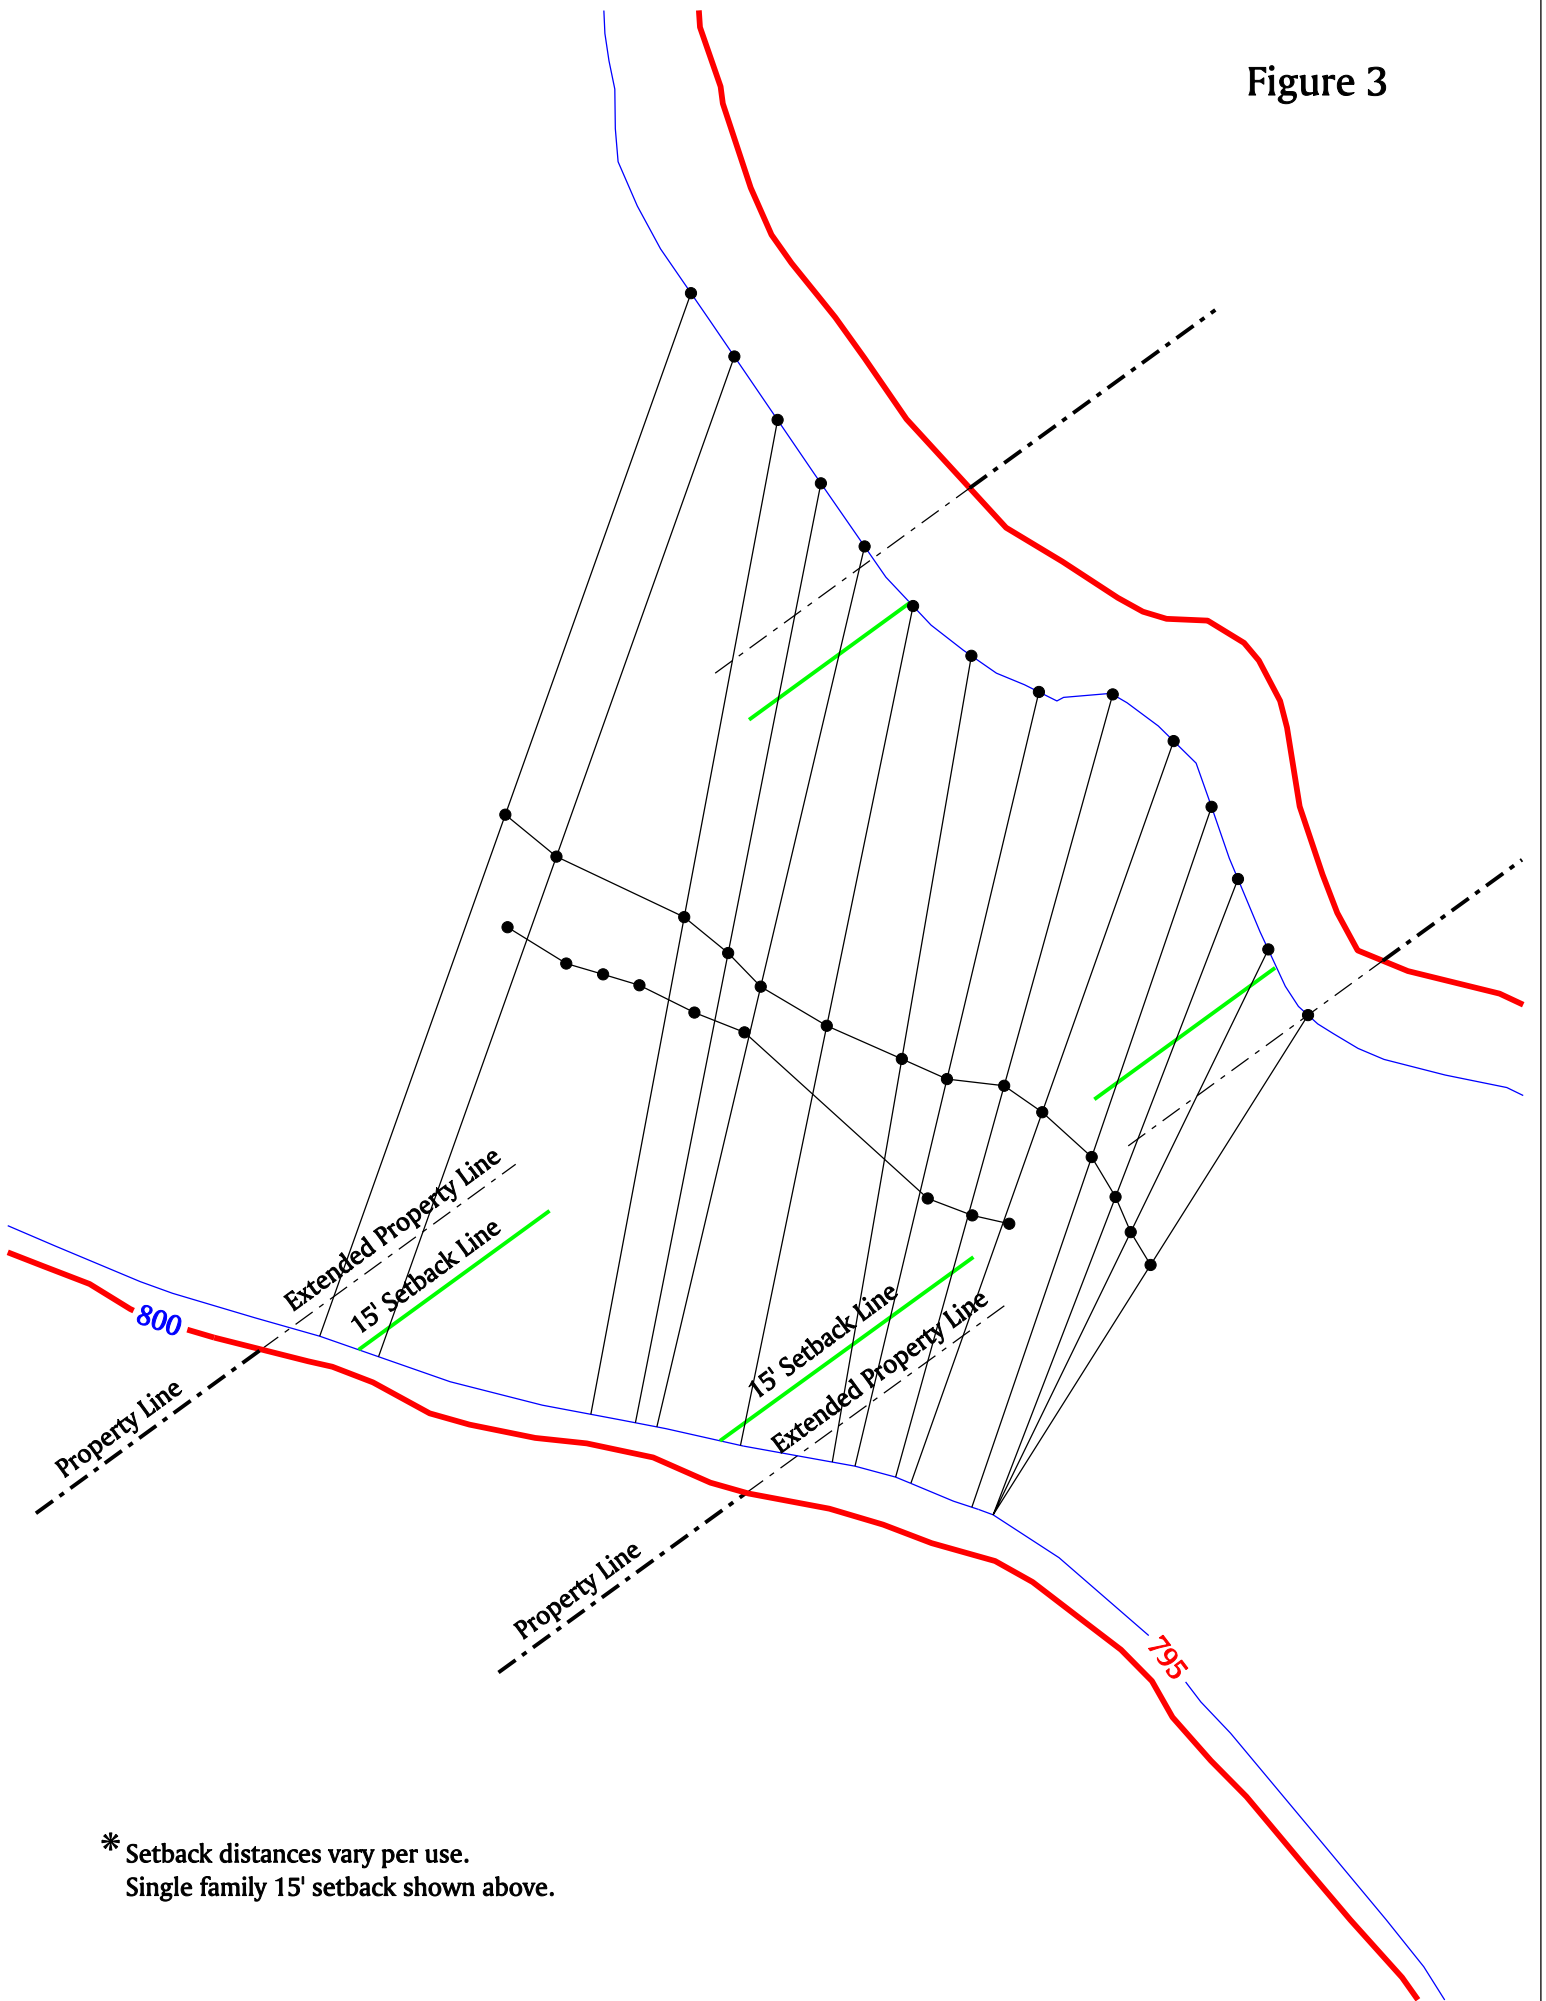 Figure 3
Extended Property Line
15' Setback Line
800
Property Line
15' Setback Line
Extended Property Line
Property Line
795
* Setback distances vary per use.
Single family 15' setback shown above.